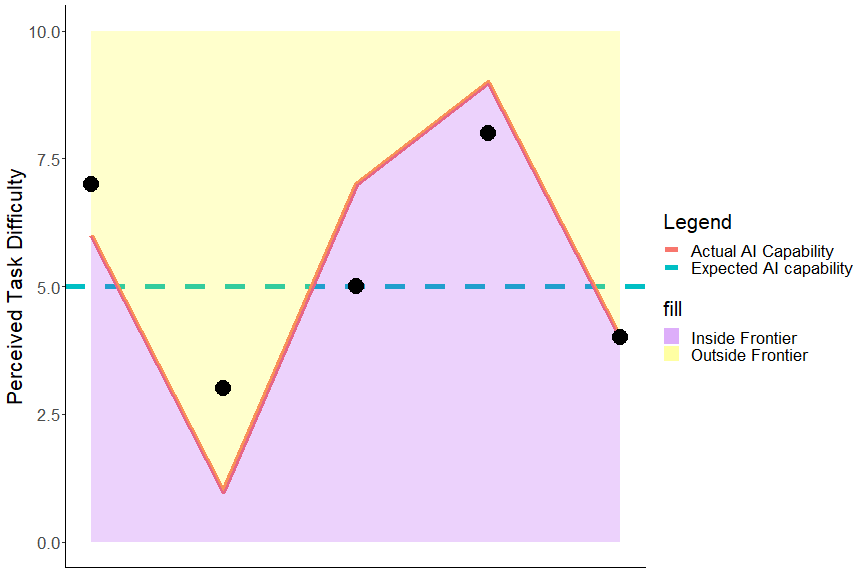 Perceived Task Difficulty
10.0
7.5
5.0
2.5
0.0
Legend
Actual AI Capability
Expected AI capability
fill
Inside Frontier
Outside Frontier